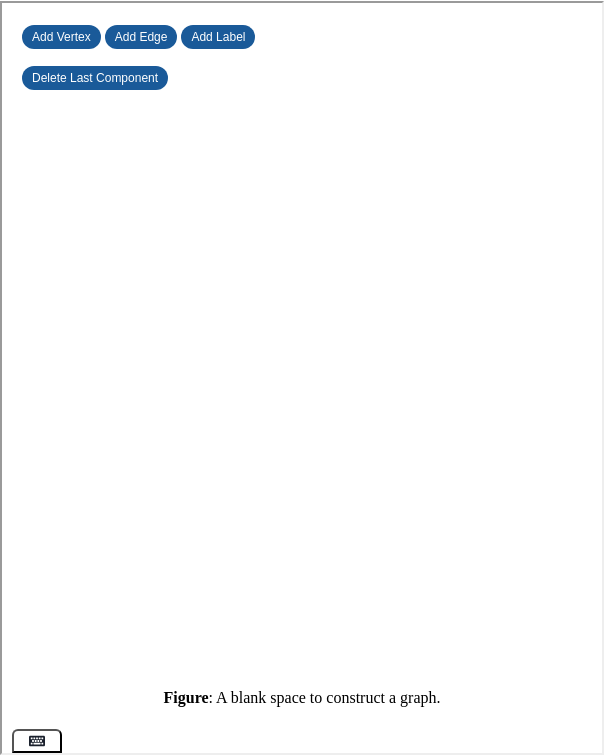 Add Vertex Add Edge Add Label
Delete Last Component
Figure: A blank space to construct a graph.